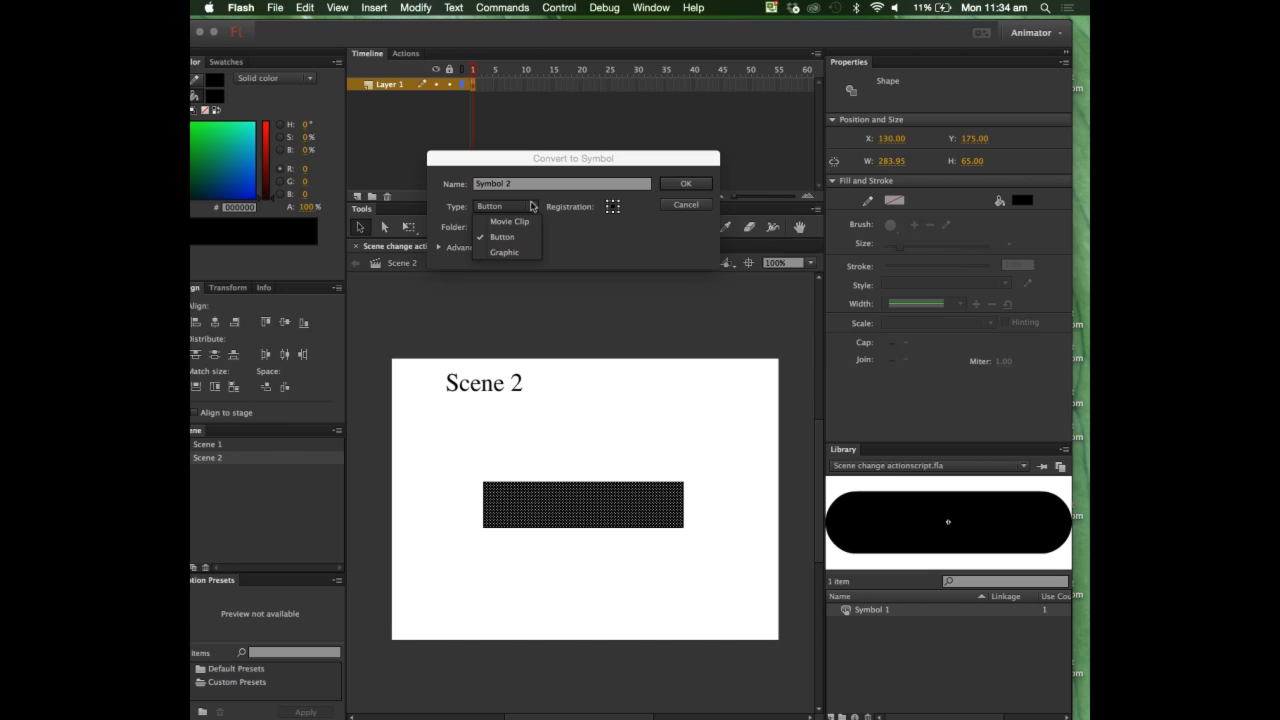 Flash File Edit View Insert Modify Text Commands Control Debug Window Help 11% Mon 11:34 am
Animator
Swatches
Solid color
H: 0 °
S: 0 %
B: 0 %
R: 0
G: 0
B: 0
# 000000 A: 100 %
Timeline Actions
1 5 10 15 20 25 30 35 40 45 50 55 60
Layer 1
Convert to Symbol
Name: Symbol 2 OK
Type: Button Registration: Cancel
Movie Clip
Folder:
Button
Graphic
Tools
Scene 2 100%
Transform Info
Align:
Distribute:
Match size: Space:
Align to stage
Scene 1
Scene 2
Preview not available
Default Presets
Custom Presets
Apply
Scene 2
Properties
Shape
Position and Size
X: 130.00 Y: 175.00
W: 283.95 H: 65.00
Fill and Stroke
Brush:
Size:
Stroke:
Style:
Width:
Scale: Hinting
Cap:
Join: Miter: 1.00
Library
Scene change actionscript.fla
1 item
Name Linkage Use
Symbol 1 1